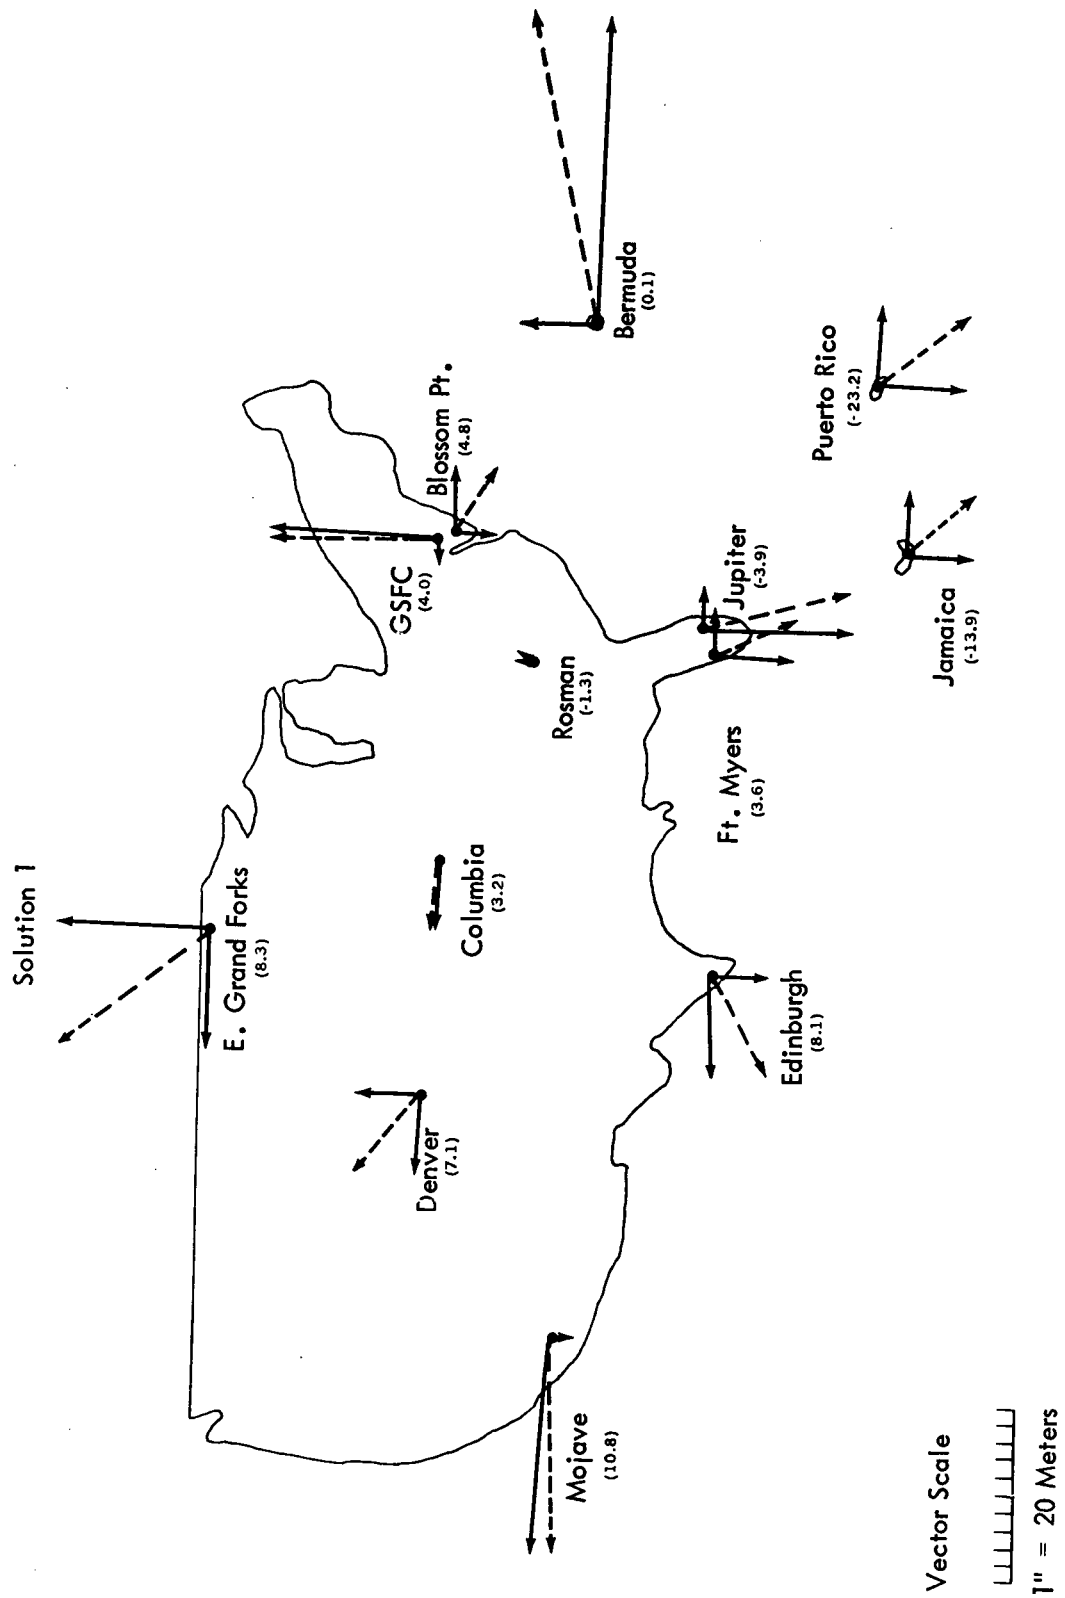 Solution 1
E. Grand Forks
(8.3)
GSFC
(4.0)
Blossom Pt.
(4.8)
Denver
(7.1)
Columbia
(3.2)
Rosman
(-1.3)
Bermuda
(0.1)
Mojave
(10.8)
Edinburgh
(8.1)
Ft. Myers
(3.6)
Jupiter
(-3.9)
Puerto Rico
(-23.2)
Jamaica
(-13.9)
Vector Scale
1" = 20 Meters